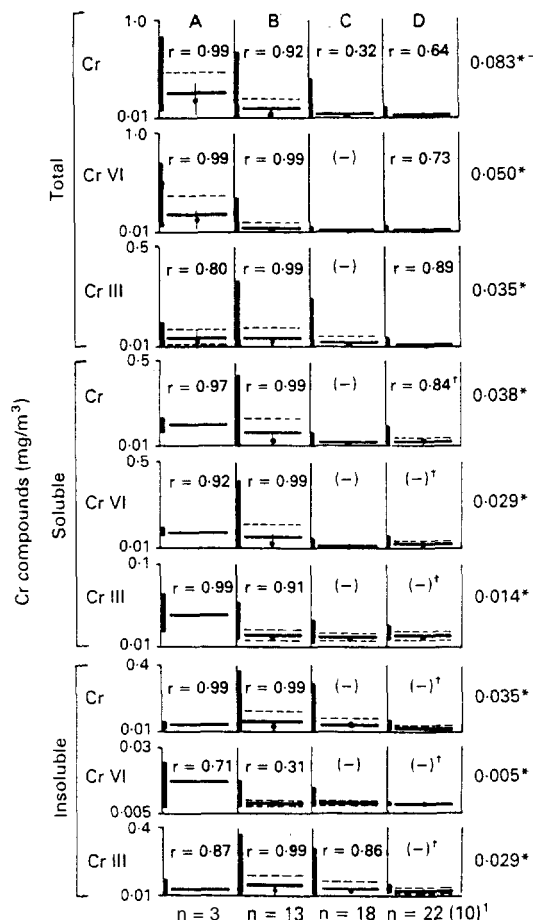 A B C D
1·0
Cr r = 0·99 r = 0·92 r = 0·32 r = 0·64 0·083*
0·01
1·0
Total Cr VI r = 0·99 r = 0·99 (−) r = 0·73 0·050*
0·01
0·5
Cr III r = 0·80 r = 0·99 (−) r = 0·89 0·035*
0·01
0·5
Cr r = 0·97 r = 0·99 (−) r = 0·84† 0·038*
0·01
Cr compounds (mg/m³)
0·5
Soluble Cr VI r = 0·92 r = 0·99 (−) (−)† 0·029*
0·01
0·1
Cr III r = 0·99 r = 0·91 (−) (−)† 0·014*
0·01
0·4
Cr r = 0·99 r = 0·99 (−) (−)† 0·035*
0·01
0·03
Insoluble Cr VI r = 0·71 r = 0·31 (−) (−)† 0·005*
0·005
0·4
Cr III r = 0·87 r = 0·99 r = 0·86 (−)† 0·029*
0·01
n = 3 n = 13 n = 18 n = 22 (10)¹